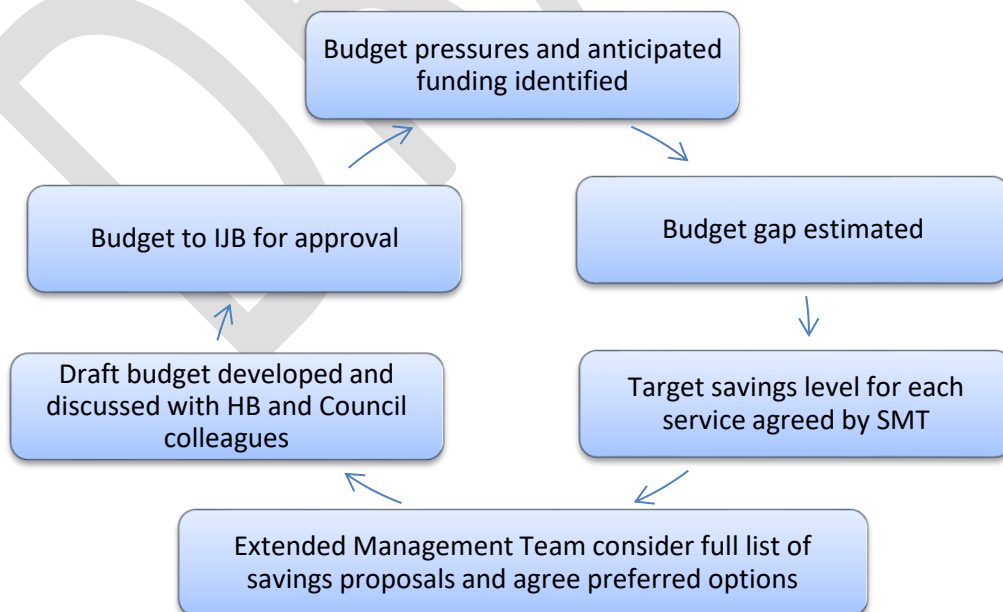 Budget pressures and anticipated
funding identified
Budget gap estimated
Target savings level for each
service agreed by SMT
Extended Management Team consider full list of
savings proposals and agree preferred options
Draft budget developed and
discussed with HB and Council
colleagues
Budget to IJB for approval